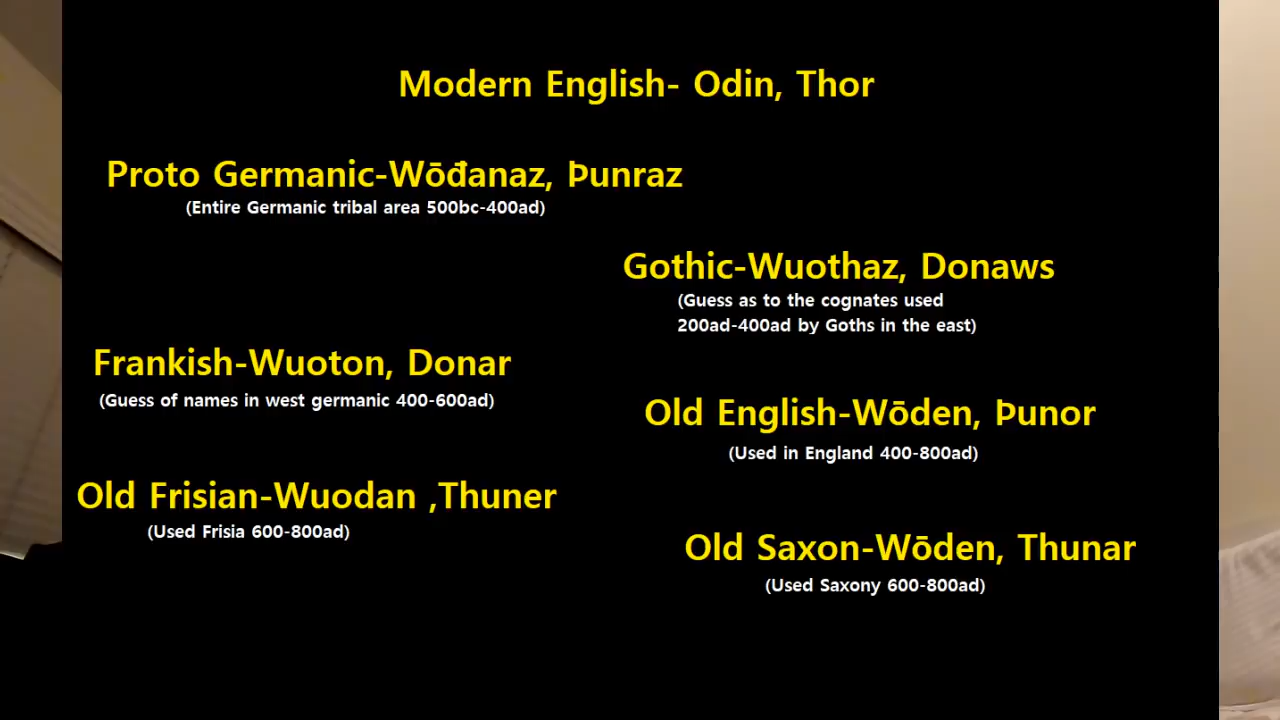 Modern English- Odin, Thor
Proto Germanic-Wōđanaz, Þunraz
(Entire Germanic tribal area 500bc-400ad)
Gothic-Wuothaz, Donaws
(Guess as to the cognates used
200ad-400ad by Goths in the east)
Frankish-Wuoton, Donar
(Guess of names in west germanic 400-600ad)
Old English-Wōden, Þunor
(Used in England 400-800ad)
Old Frisian-Wuodan ,Thuner
(Used Frisia 600-800ad)
Old Saxon-Wōden, Thunar
(Used Saxony 600-800ad)